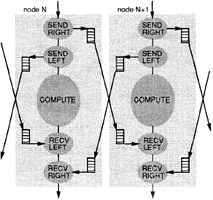 node N
SEND
RIGHT
SEND
LEFT
COMPUTE
RECV
LEFT
RECV
RIGHT
node N+1
SEND
RIGHT
SEND
LEFT
COMPUTE
RECV
LEFT
RECV
RIGHT